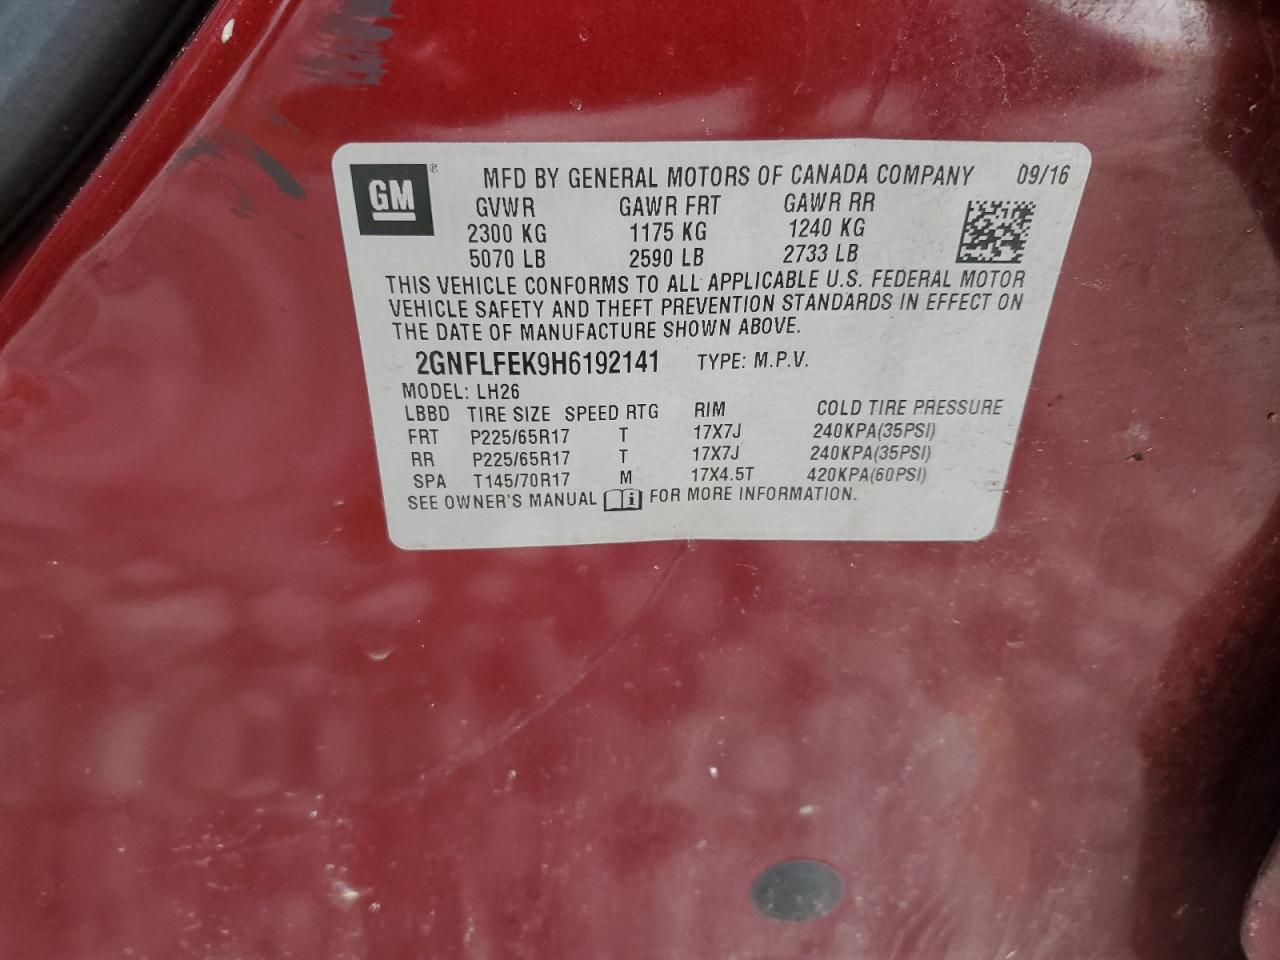 GM ® MFD BY GENERAL MOTORS OF CANADA COMPANY 09/16
GVWR GAWR FRT GAWR RR
2300 KG 1175 KG 1240 KG
5070 LB 2590 LB 2733 LB
THIS VEHICLE CONFORMS TO ALL APPLICABLE U.S. FEDERAL MOTOR
VEHICLE SAFETY AND THEFT PREVENTION STANDARDS IN EFFECT ON
THE DATE OF MANUFACTURE SHOWN ABOVE.
2GNFLFEK9H6192141 TYPE: M.P.V.
MODEL: LH26
LBBD TIRE SIZE SPEED RTG RIM COLD TIRE PRESSURE
FRT P225/65R17 T 17X7J 240KPA(35PSI)
RR P225/65R17 T 17X7J 240KPA(35PSI)
SPA T145/70R17 M 17X4.5T 420KPA(60PSI)
SEE OWNER'S MANUAL i FOR MORE INFORMATION.